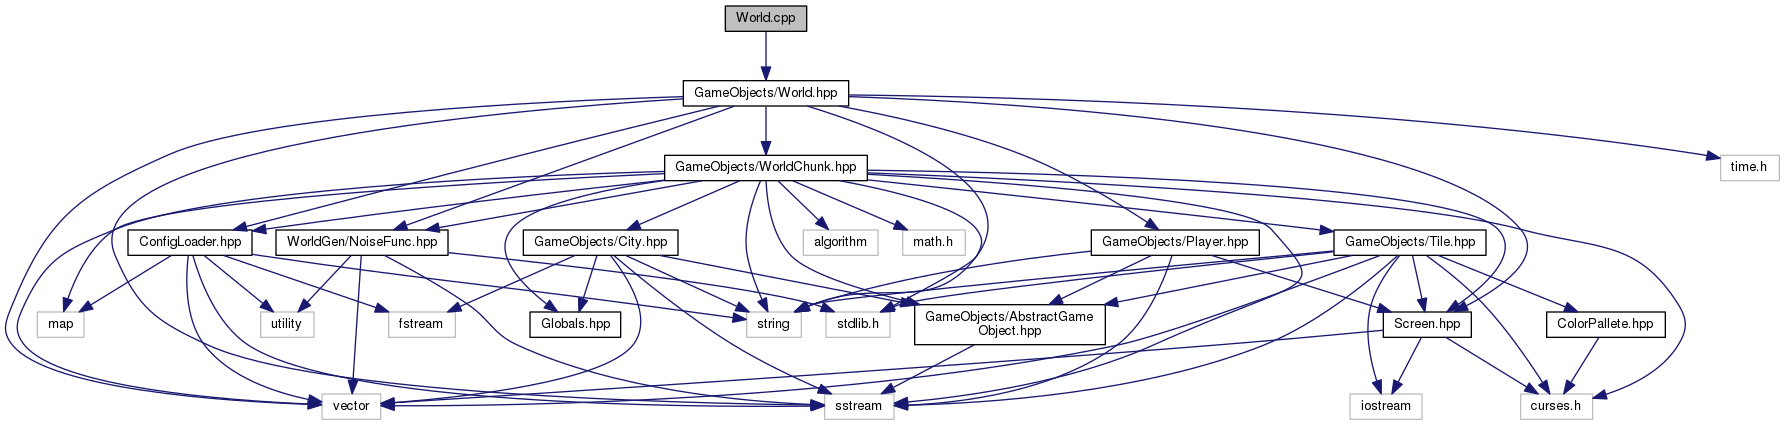 World.cpp
GameObjects/World.hpp
GameObjects/WorldChunk.hpp
time.h
ConfigLoader.hpp
WorldGen/NoiseFunc.hpp
GameObjects/City.hpp
algorithm
math.h
GameObjects/Player.hpp
GameObjects/Tile.hpp
map
utility
fstream
Globals.hpp
string
stdlib.h
GameObjects/AbstractGame
Object.hpp
Screen.hpp
ColorPallete.hpp
vector
sstream
iostream
curses.h